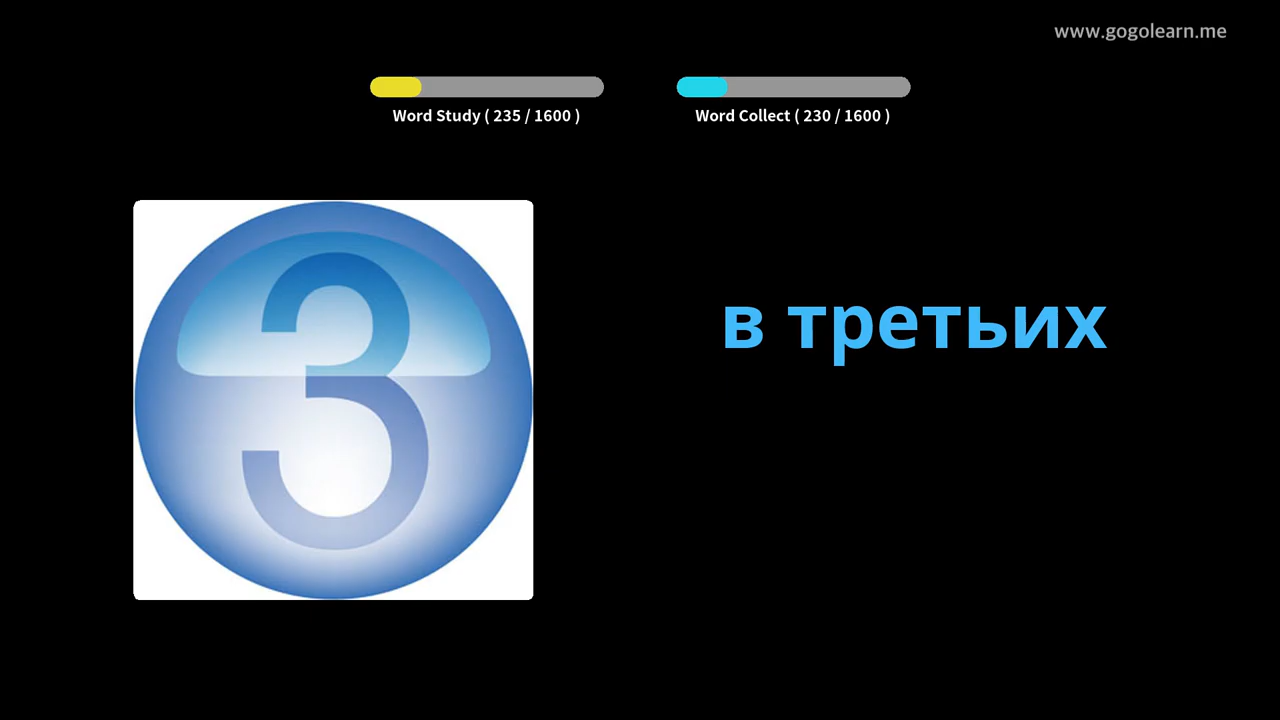 www.gogolearn.me
Word Study ( 235 / 1600 )
Word Collect ( 230 / 1600 )
3
в третьих